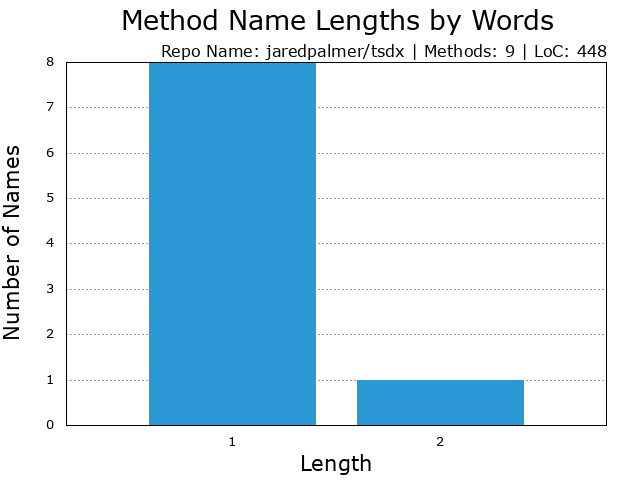 Method Name Lengths by Words
Repo Name: jaredpalmer/tsdx | Methods: 9 | LoC: 448
Number of Names
8
7
6
5
4
3
2
1
0
1 2
Length